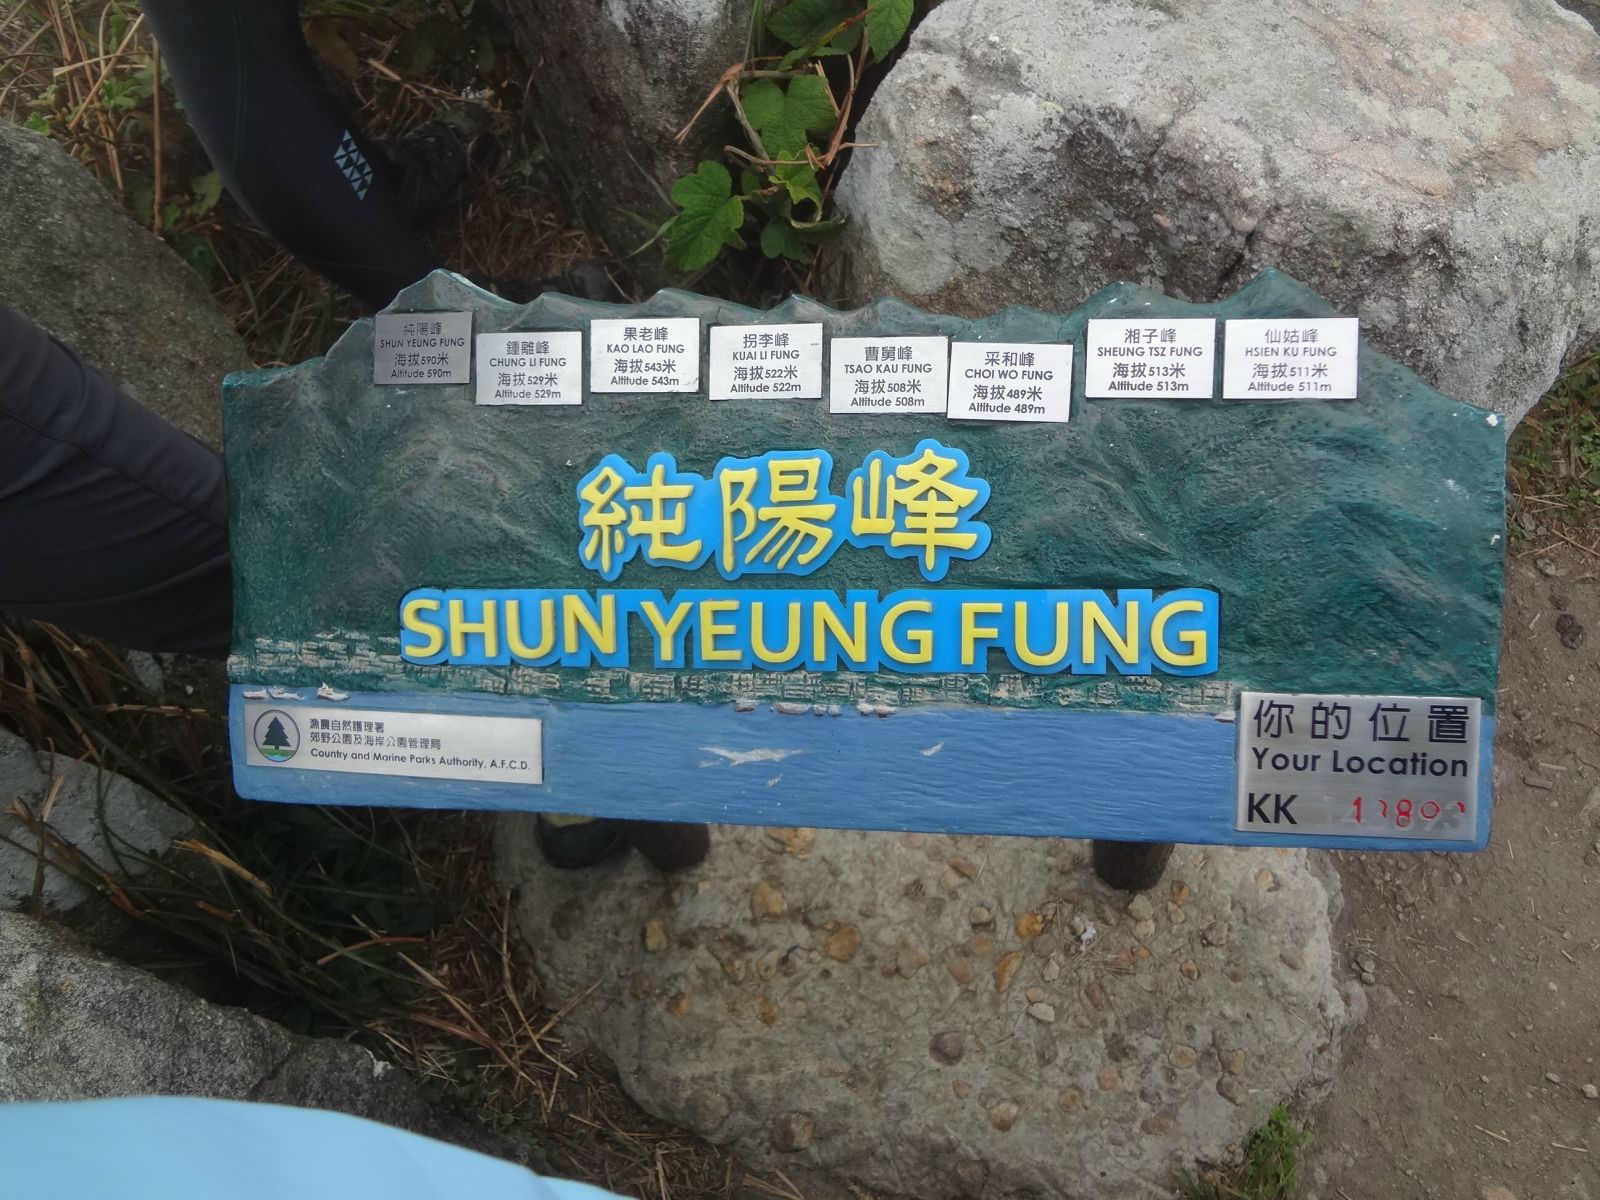 純陽峰
SHUN YEUNG FUNG
海拔590米
Altitude 590m
鍾離峰
CHUNG LI FUNG
海拔529米
Altitude 529m
果老峰
KAO LAO FUNG
海拔543米
Altitude 543m
拐李峰
KUAI LI FUNG
海拔522米
Altitude 522m
曹舅峰
TSAO KAU FUNG
海拔508米
Altitude 508m
采和峰
CHOI WO FUNG
海拔489米
Altitude 489m
湘子峰
SHEUNG TSZ FUNG
海拔513米
Altitude 513m
仙姑峰
HSIEN KU FUNG
海拔511米
Altitude 511m
純陽峰
SHUN YEUNG FUNG
漁農自然護理署
郊野公園及海岸公園管理局
Country and Marine Parks Authority, A.F.C.D.
你的位置
Your Location
KK